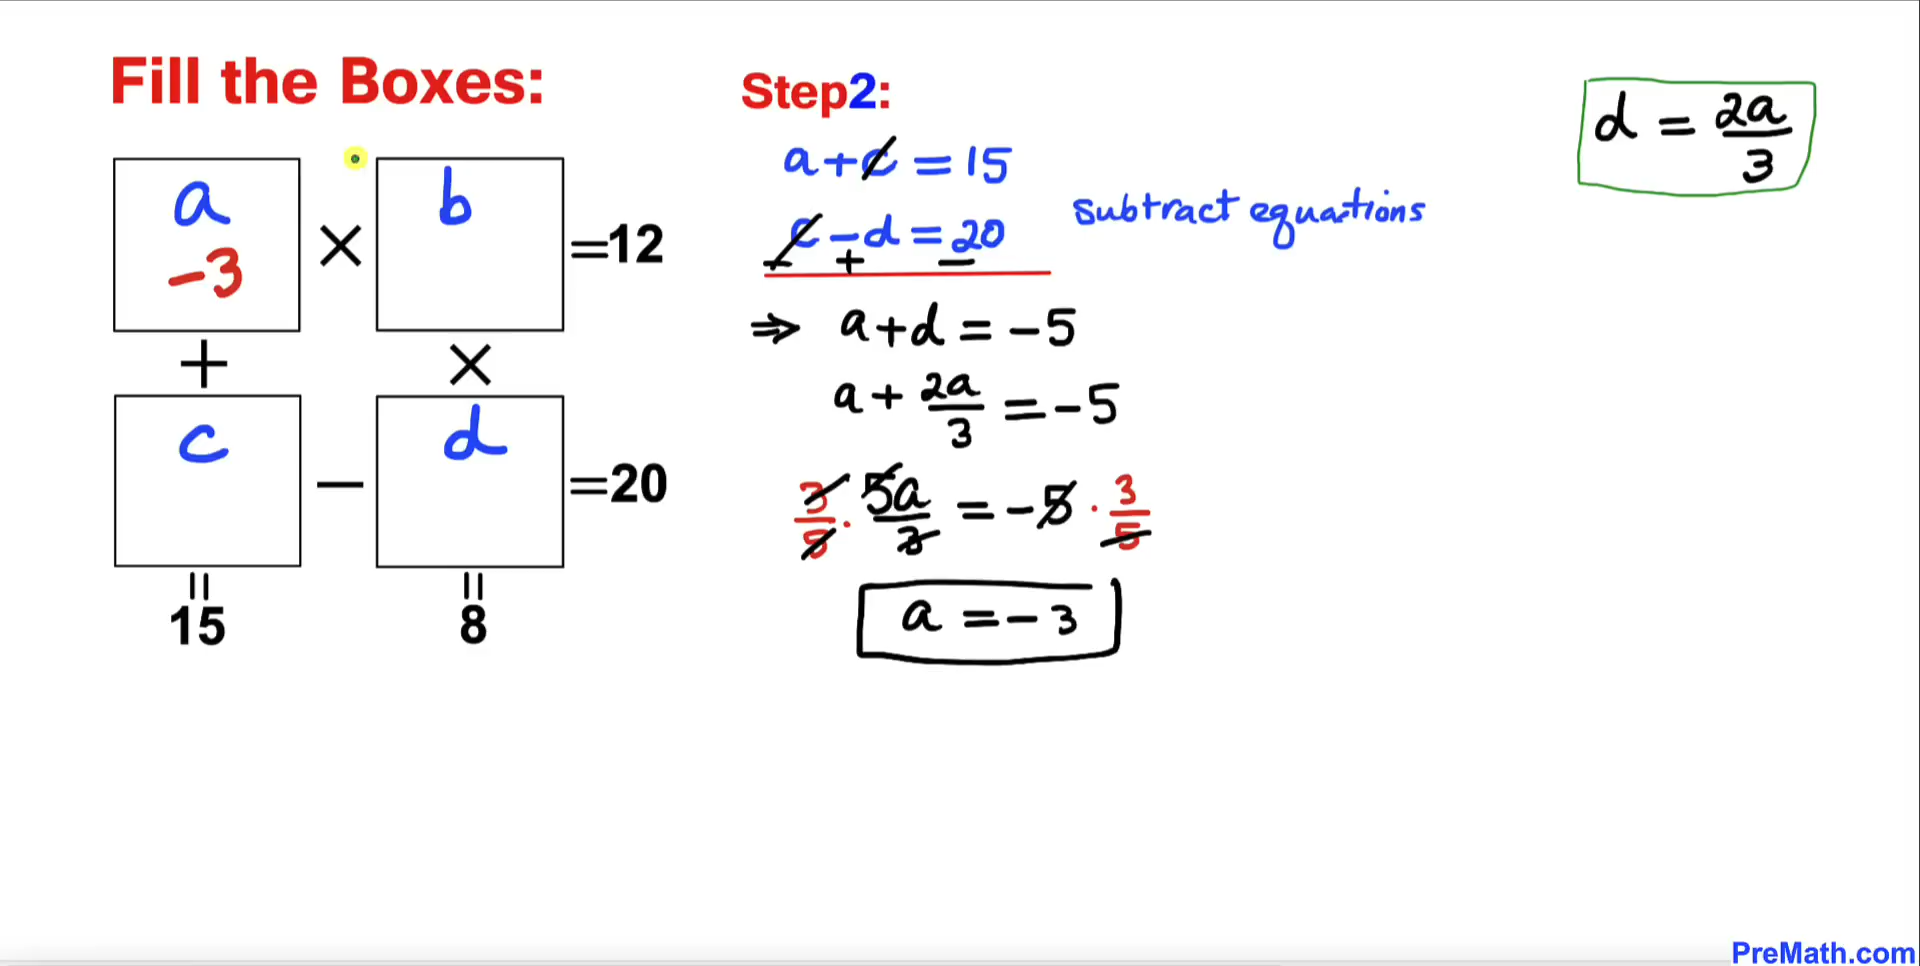 Fill the Boxes:
a
-3
×
b
=12
+
×
c
−
d
=20
=
15
=
8
Step2:
a+c = 15
c-d = 20
- + -
subtract equations
⇒ a+d = -5
a + 2a/3 = -5
3/5 · 5a/3 = -5 · 3/5
a = -3
d = 2a/3
PreMath.com